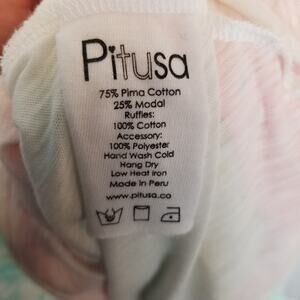 Pitusa
75% Pima Cotton
25% Modal
Ruffles:
100% Cotton
Accessory:
100% Polyester
Hand Wash Cold
Hang Dry
Low Heat Iron
Made in Peru
www.pitusa.co